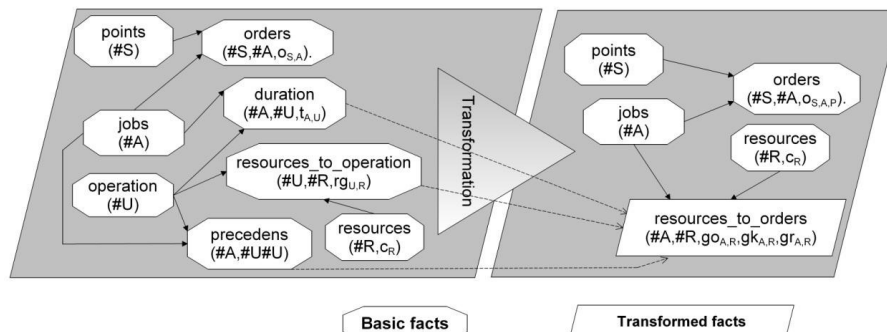 points
(#S)
orders
(#S,#A,oS,A).
duration
(#A,#U,tA,U)
jobs
(#A)
resources_to_operation
(#U,#R,rgU,R)
operation
(#U)
precedens
(#A,#U#U)
resources
(#R,cR)
Transformation
points
(#S)
orders
(#S,#A,oS,A,P).
jobs
(#A)
resources
(#R,cR)
resources_to_orders
(#A,#R,goA,R,gkA,R,grA,R)
Basic facts
Transformed facts